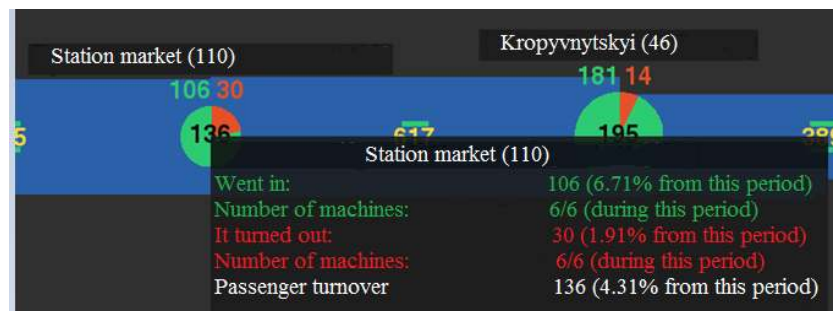 Station market (110)
Kropyvnytskyi (46)
106 30
181 14
5
136
617
195
Station market (110)
Went in: 106 (6.71% from this period)
Number of machines: 6/6 (during this period)
It turned out: 30 (1.91% from this period)
Number of machines: 6/6 (during this period)
Passenger turnover 136 (4.31% from this period)